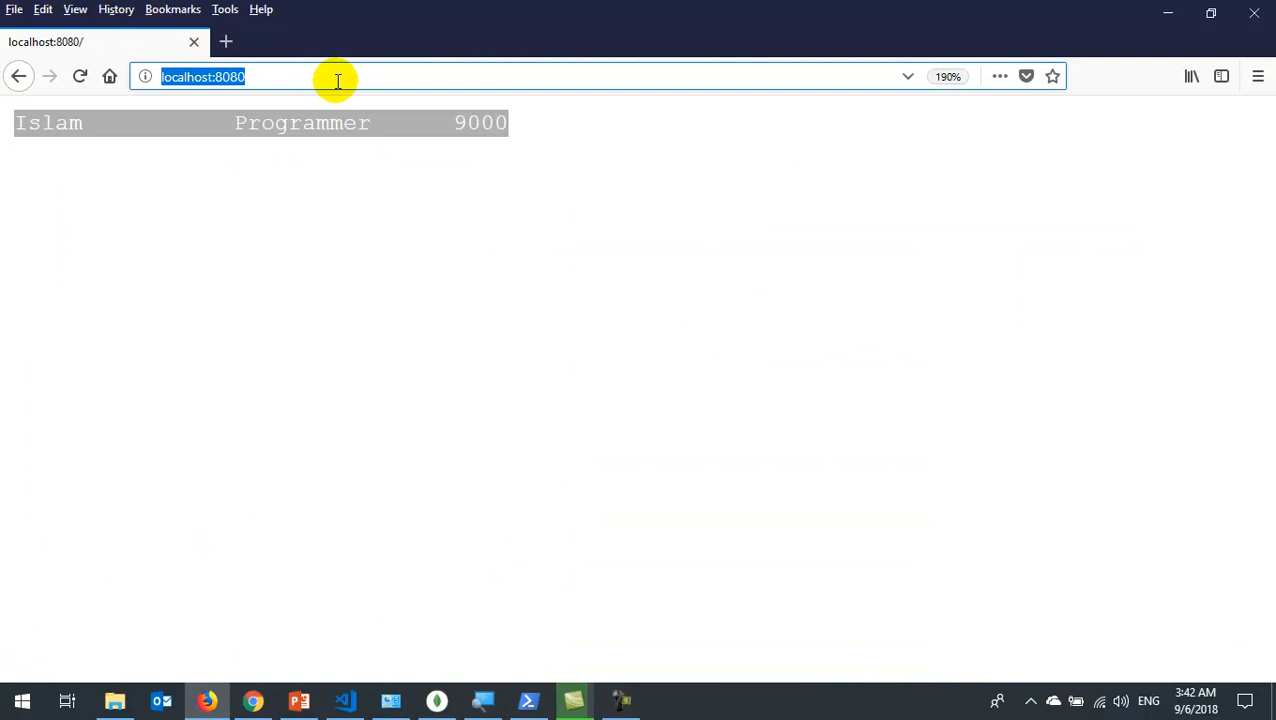 File Edit View History Bookmarks Tools Help
localhost:8080/
localhost:8080 190%
Islam Programmer 9000
ENG 3:42 AM
9/6/2018